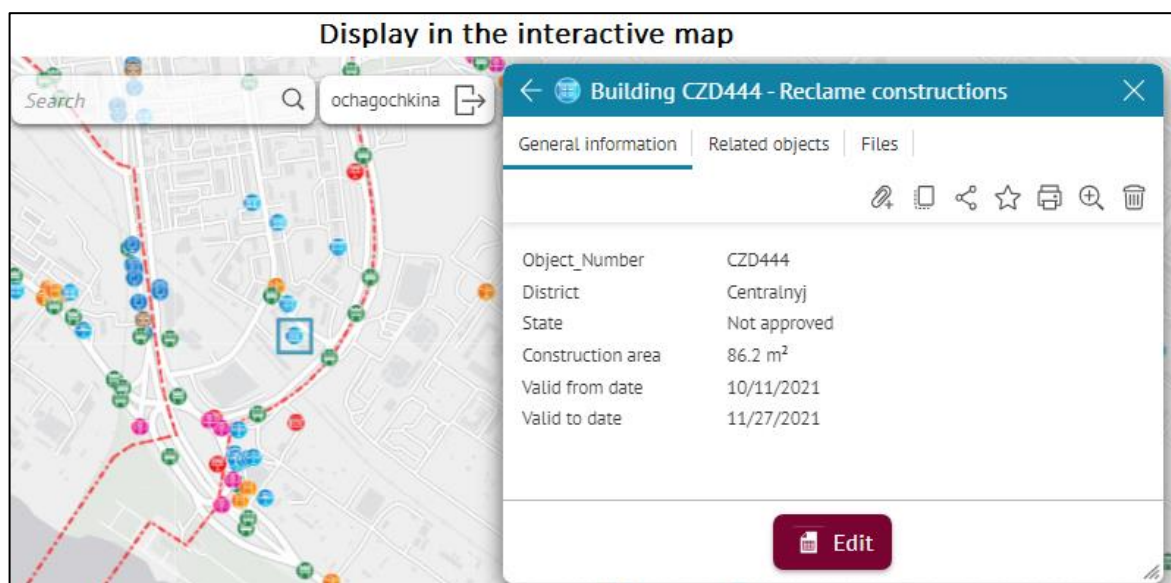 Display in the interactive map
Search
ochagochkina
Building CZD444 - Reclame constructions
General information
Related objects
Files
Object_Number CZD444
District Centralnyj
State Not approved
Construction area 86.2 m²
Valid from date 10/11/2021
Valid to date 11/27/2021
Edit